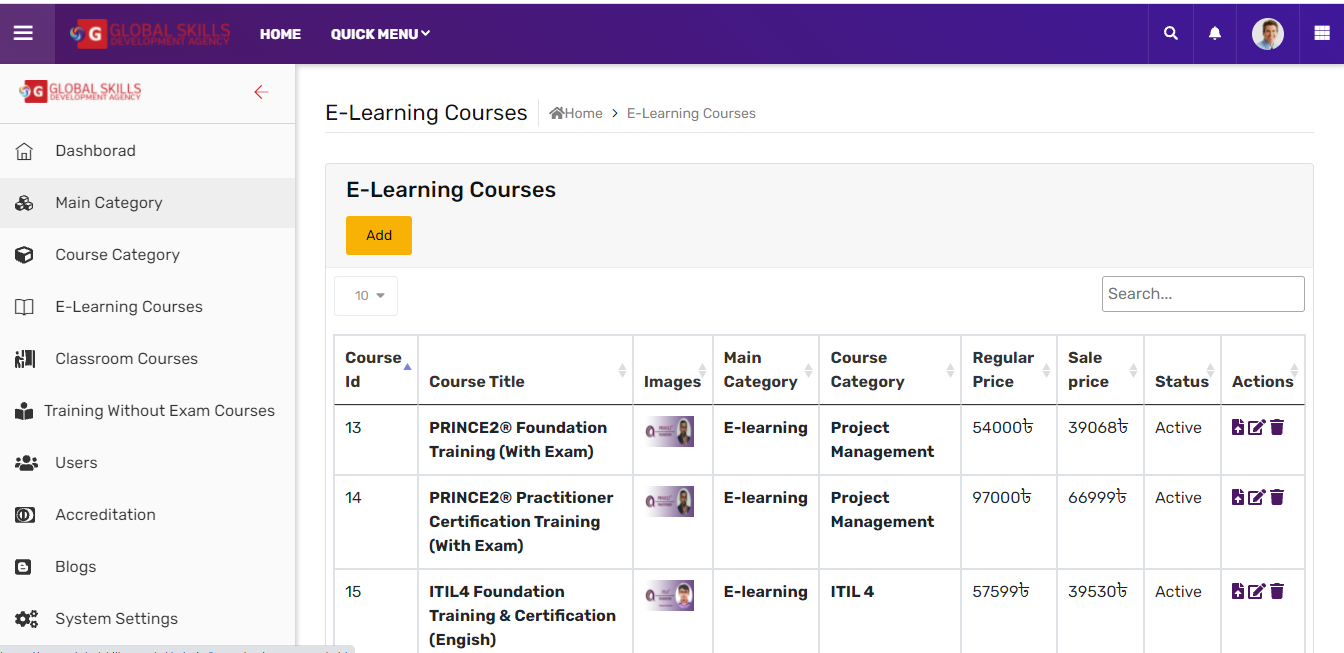 GLOBAL SKILLS
DEVELOPMENT AGENCY
HOME
QUICK MENU
G
GLOBAL SKILLS
DEVELOPMENT AGENCY
G
Dashborad
Main Category
Course Category
E-Learning Courses
Classroom Courses
Training Without Exam Courses
Users
Accreditation
Blogs
System Settings
E-Learning Courses
Home > E-Learning Courses
E-Learning Courses
Add
10
Search...
Course Id
Course Title
Images
Main Category
Course Category
Regular Price
Sale price
Status
Actions
13
PRINCE2® Foundation
Training (With Exam)
E-learning
Project
Management
54000৳
39068৳
Active
14
PRINCE2® Practitioner
Certification Training
(With Exam)
E-learning
Project
Management
97000৳
66999৳
Active
15
ITIL4 Foundation
Training & Certification
(Engish)
E-learning
ITIL 4
57599৳
39530৳
Active